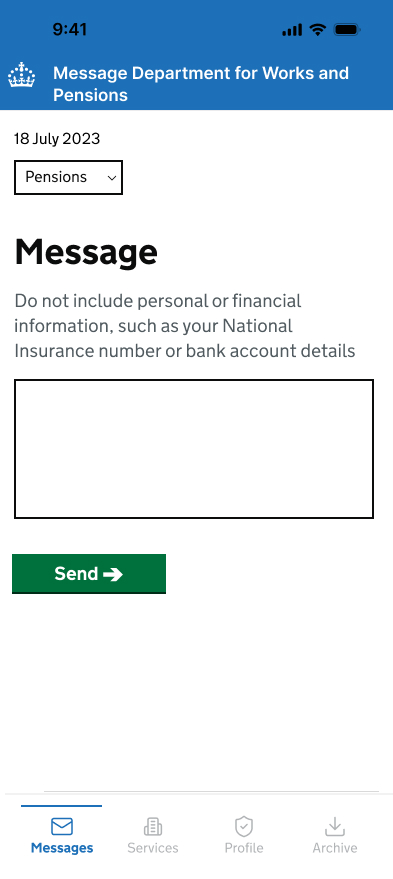 9:41
Message Department for Works and
Pensions
18 July 2023
Pensions
Message
Do not include personal or financial
information, such as your National
Insurance number or bank account details
Send
Messages Services Profile Archive